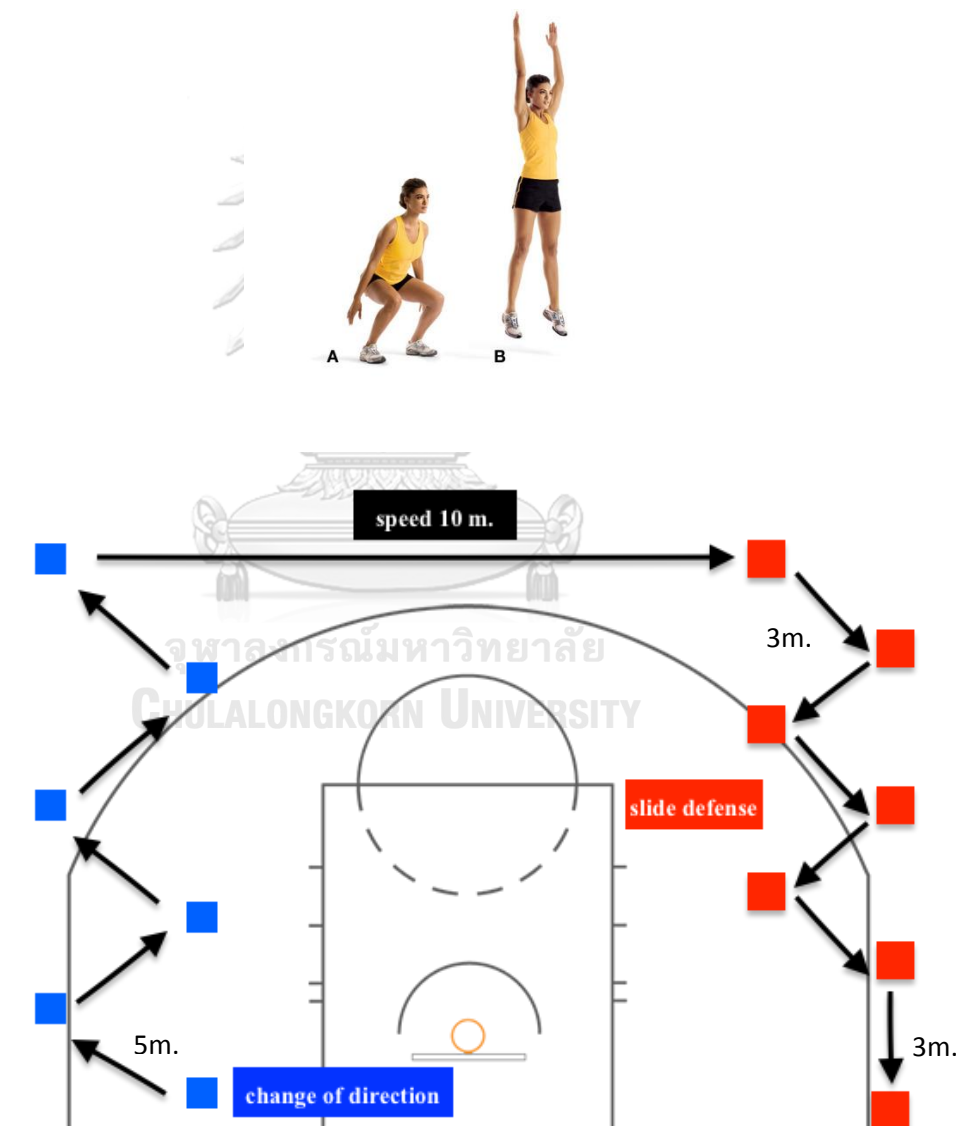 A
B
speed 10 m.
จุฬาลงกรณ์มหาวิทยาลัย
CHULALONGKORN UNIVERSITY
3m.
slide defense
5m.
3m.
change of direction